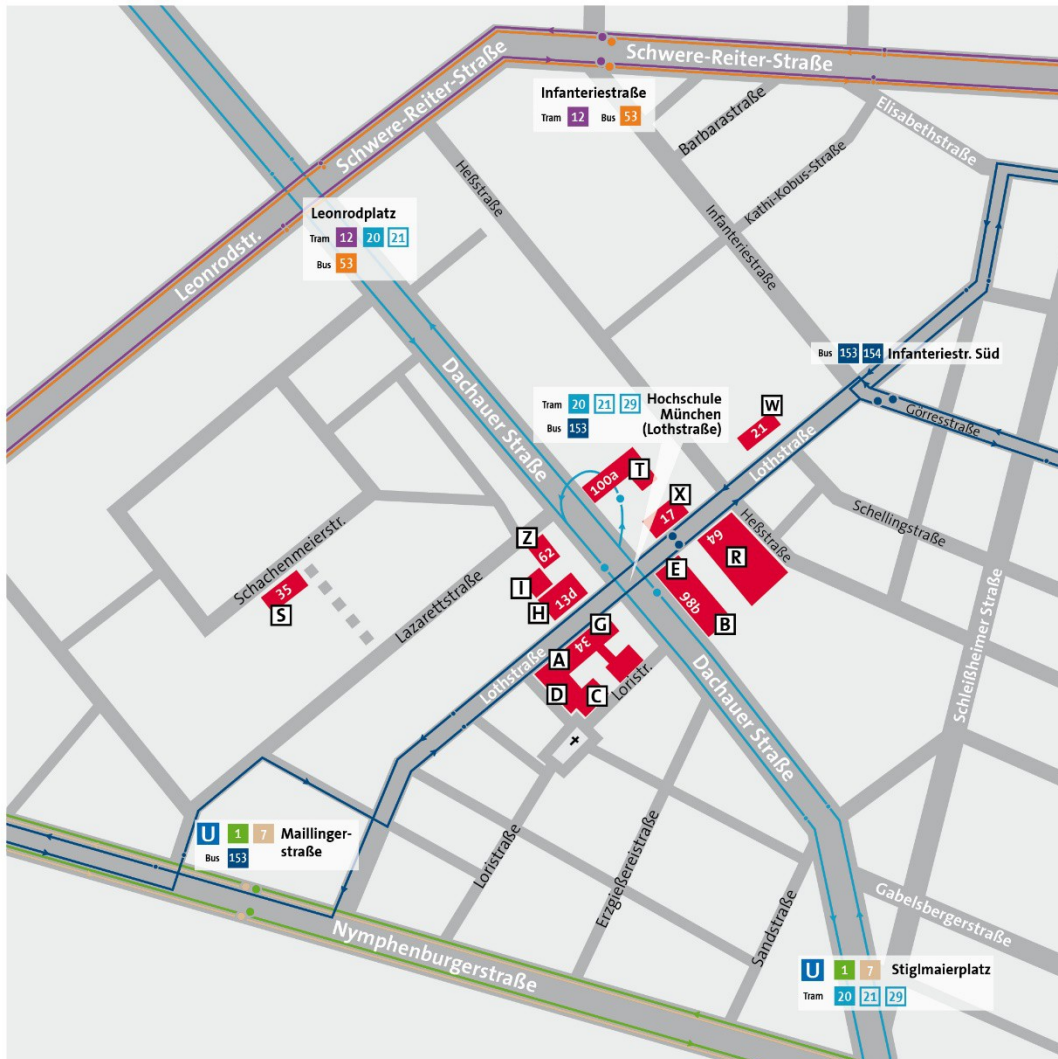 Schwere-Reiter-Straße
Schwere-Reiter-Straße
Infanteriestraße
Tram 12 Bus 53
Barbarastraße
Elisabethstraße
Kathi-Kobus-Straße
Heßstraße
Infanteriestraße
Leonrodplatz
Tram 12 20 21
Bus 53
Leonrodstr.
Bus 153 154 Infanteriestr. Süd
Dachauer Straße
Tram 20 21 29 Hochschule
München
Bus 153 (Lothstraße)
Görresstraße
W
21
Lothstraße
T
100a
X
17
Schellingstraße
Heßstraße
64
R
Z
62
E
Schachenmeierstr.
35
S
I
H
13d
98b
B
Lazarettstraße
G
34
A
D
C
Loristr.
Lothstraße
Dachauer Straße
Schleißheimer Straße
U 1 7 Maillinger-
straße
Bus 153
Loristraße
Erzgießereistraße
Sandstraße
Gabelsbergerstraße
Nymphenburgerstraße
U 1 7 Stiglmaierplatz
Tram 20 21 29